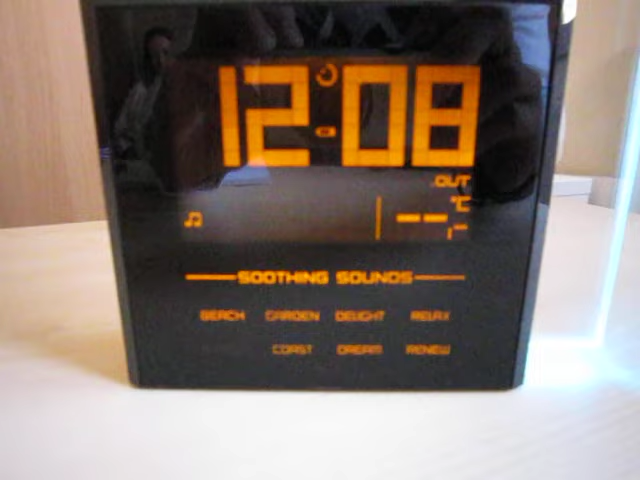 12:08
OUT
°C
--.-
SOOTHING SOUNDS
BEACH GARDEN DELIGHT RELAX
COAST DREAM RENEW